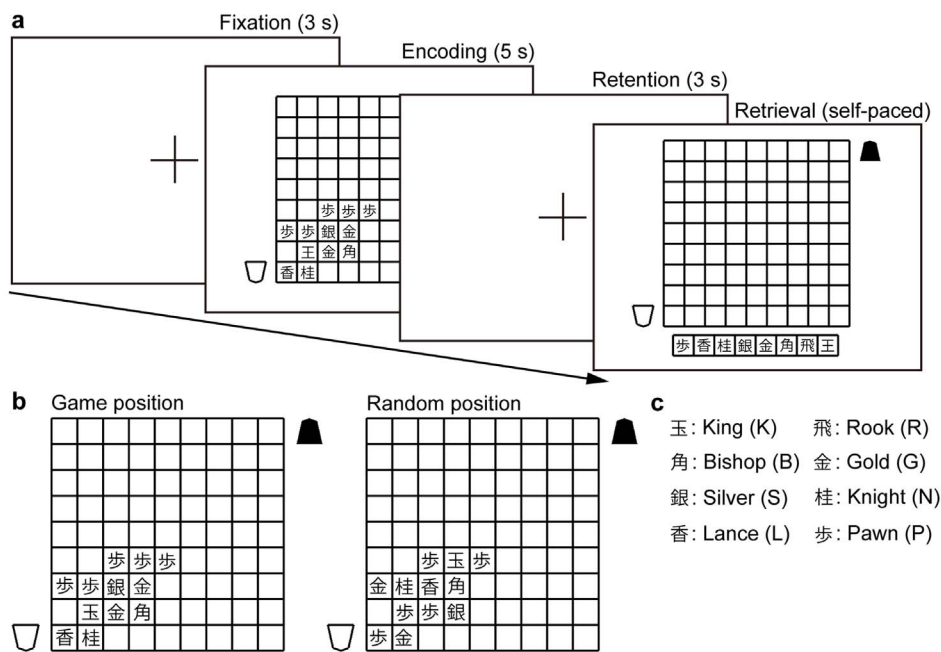 a
Fixation (3 s)
Encoding (5 s)
Retention (3 s)
Retrieval (self-paced)
歩歩歩
歩歩銀金
王金角
香桂
歩香桂銀金角飛王
b
Game position
歩歩歩
歩歩銀金
玉金角
香桂
Random position
歩玉歩
金桂香角
歩歩銀
歩金
c
玉: King (K) 飛: Rook (R)
角: Bishop (B) 金: Gold (G)
銀: Silver (S) 桂: Knight (N)
香: Lance (L) 歩: Pawn (P)